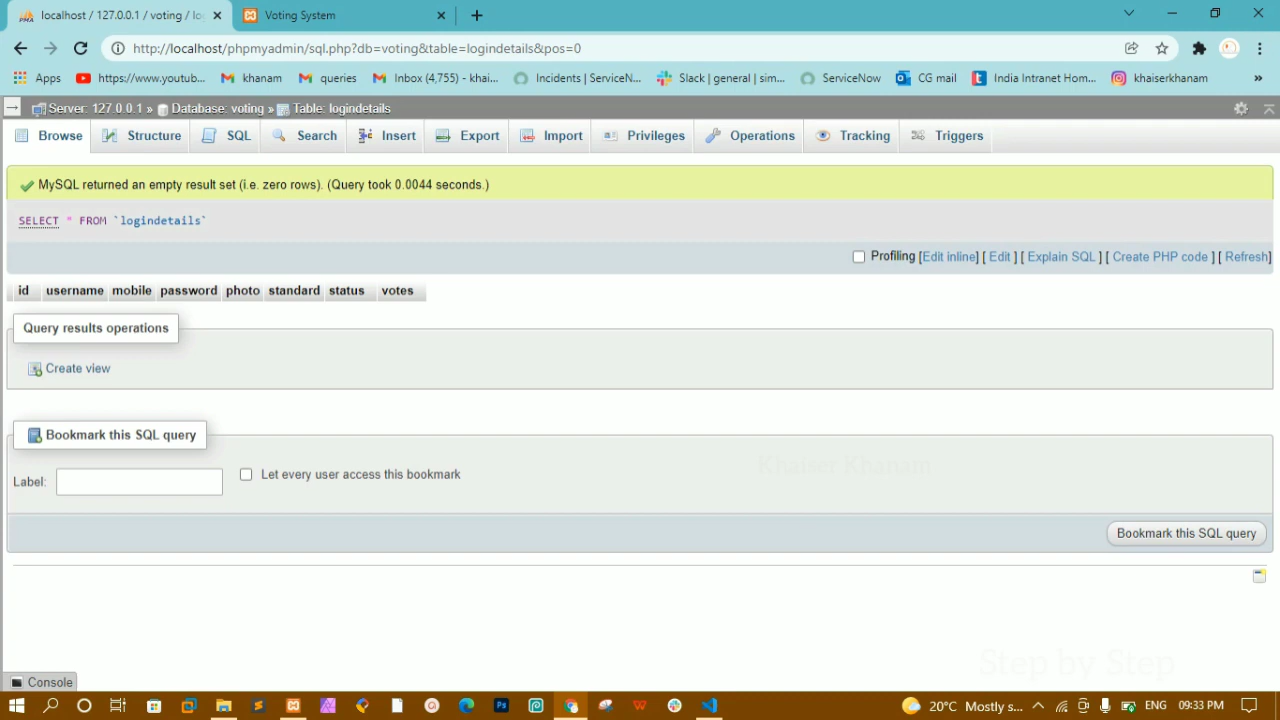 localhost / 127.0.0.1 / voting / lo
Voting System
http://localhost/phpmyadmin/sql.php?db=voting&table=logindetails&pos=0
Apps
https://www.youtub...
khanam
queries
Inbox (4,755) - khai...
Incidents | ServiceN...
Slack | general | sim...
ServiceNow
CG mail
India Intranet Hom...
khaiserkhanam
»
Server: 127.0.0.1 » Database: voting » Table: logindetails
Browse
Structure
SQL
Search
Insert
Export
Import
Privileges
Operations
Tracking
Triggers
MySQL returned an empty result set (i.e. zero rows). (Query took 0.0044 seconds.)
SELECT * FROM `logindetails`
Profiling [Edit inline] [ Edit ] [ Explain SQL ] [ Create PHP code ] [ Refresh]
id username mobile password photo standard status votes
Query results operations
Create view
Bookmark this SQL query
Khaiser Khanam
Label:
Let every user access this bookmark
Bookmark this SQL query
Step by Step
Console
20°C Mostly s...
ENG
09:33 PM